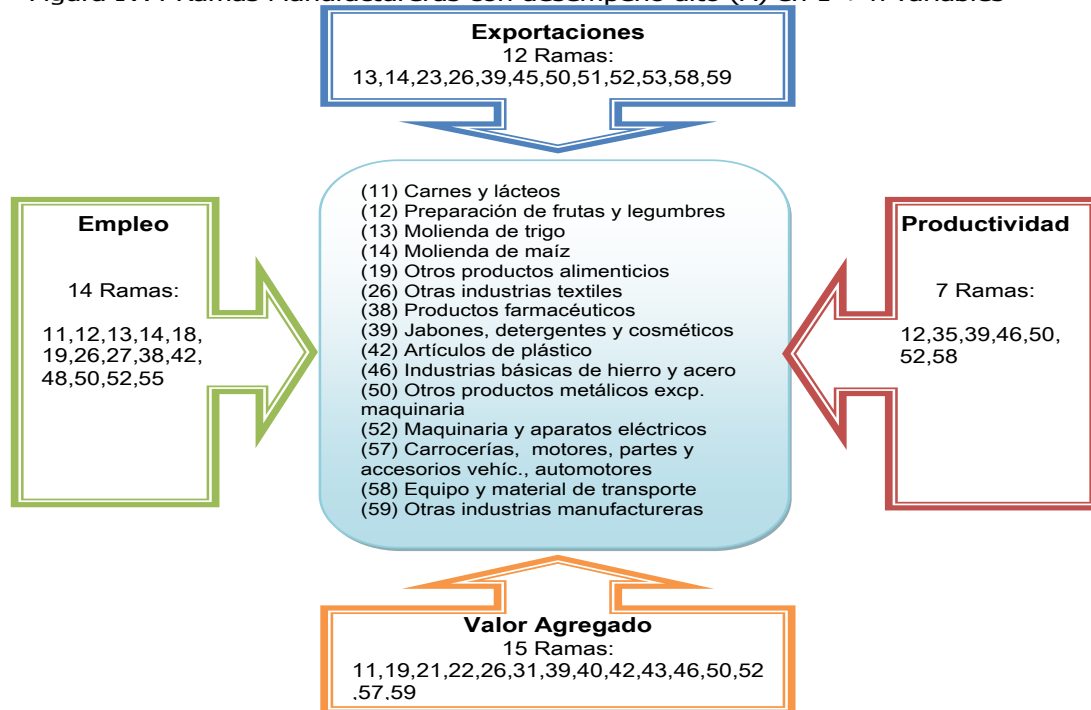 Exportaciones
12 Ramas:
13,14,23,26,39,45,50,51,52,53,58,59
Empleo
14 Ramas:
11,12,13,14,18,
19,26,27,38,42,
48,50,52,55
(11) Carnes y lácteos
(12) Preparación de frutas y legumbres
(13) Molienda de trigo
(14) Molienda de maíz
(19) Otros productos alimenticios
(26) Otras industrias textiles
(38) Productos farmacéuticos
(39) Jabones, detergentes y cosméticos
(42) Artículos de plástico
(46) Industrias básicas de hierro y acero
(50) Otros productos metálicos excp.
maquinaria
(52) Maquinaria y aparatos eléctricos
(57) Carrocerías, motores, partes y
accesorios vehíc., automotores
(58) Equipo y material de transporte
(59) Otras industrias manufactureras
Productividad
7 Ramas:
12,35,39,46,50,
52,58
Valor Agregado
15 Ramas:
11,19,21,22,26,31,39,40,42,43,46,50,52
,57,59